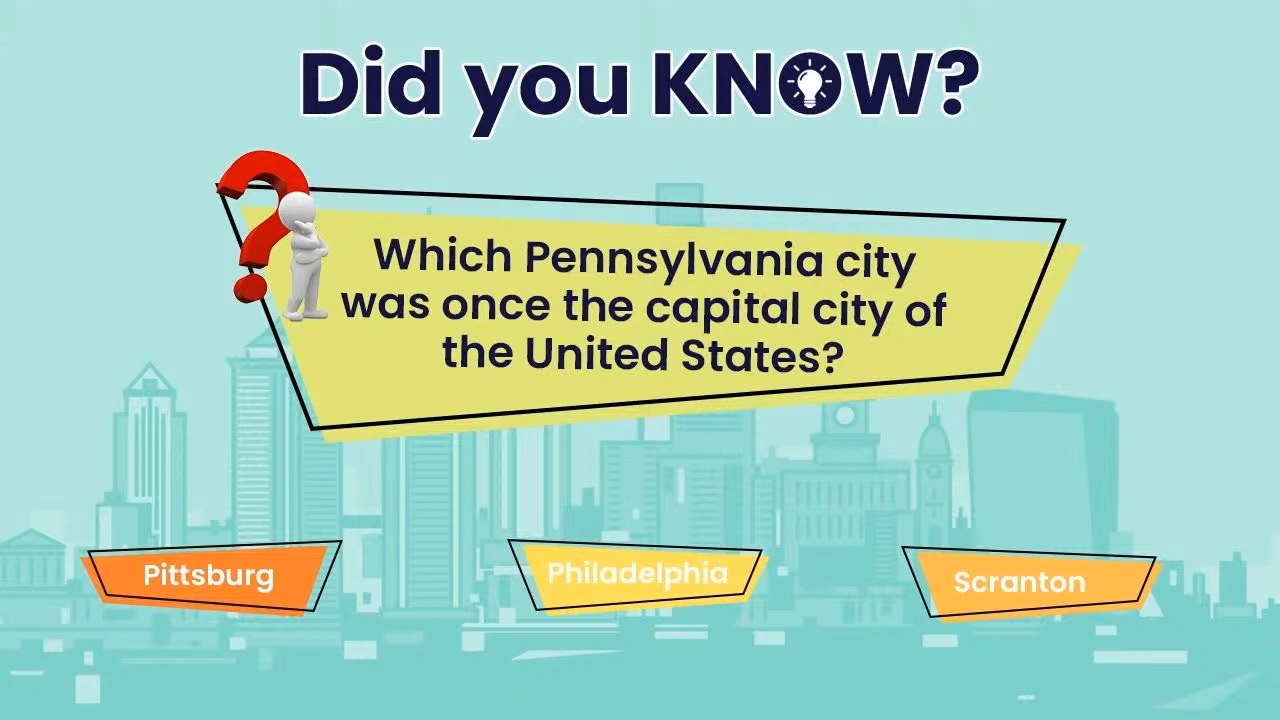 Did you KNOW?
Which Pennsylvania city
was once the capital city of
the United States?
Pittsburg
Philadelphia
Scranton